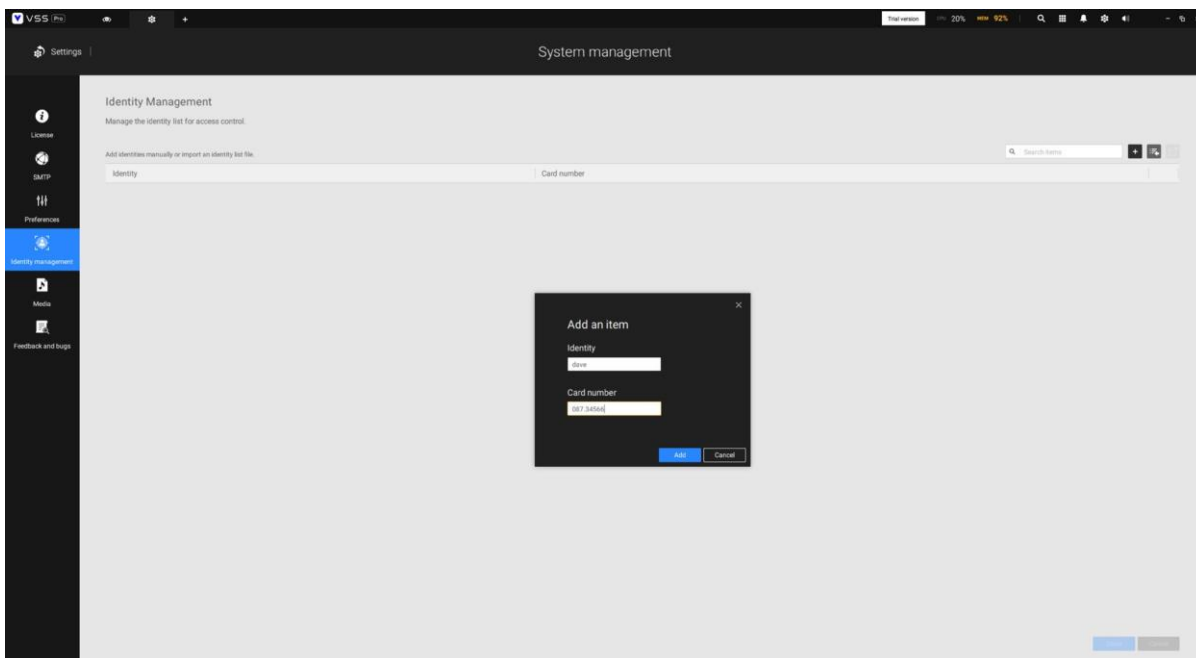 VSS Pro
Trial version CPU 20% MEM 92%
Settings
System management
License
SMTP
Preferences
Identity management
Media
Feedback and bugs
Identity Management
Manage the identity list for access control.
Add identities manually or import an identity list file.
Search items
Identity Card number
Add an item
Identity
dave
Card number
087:34566
Add Cancel